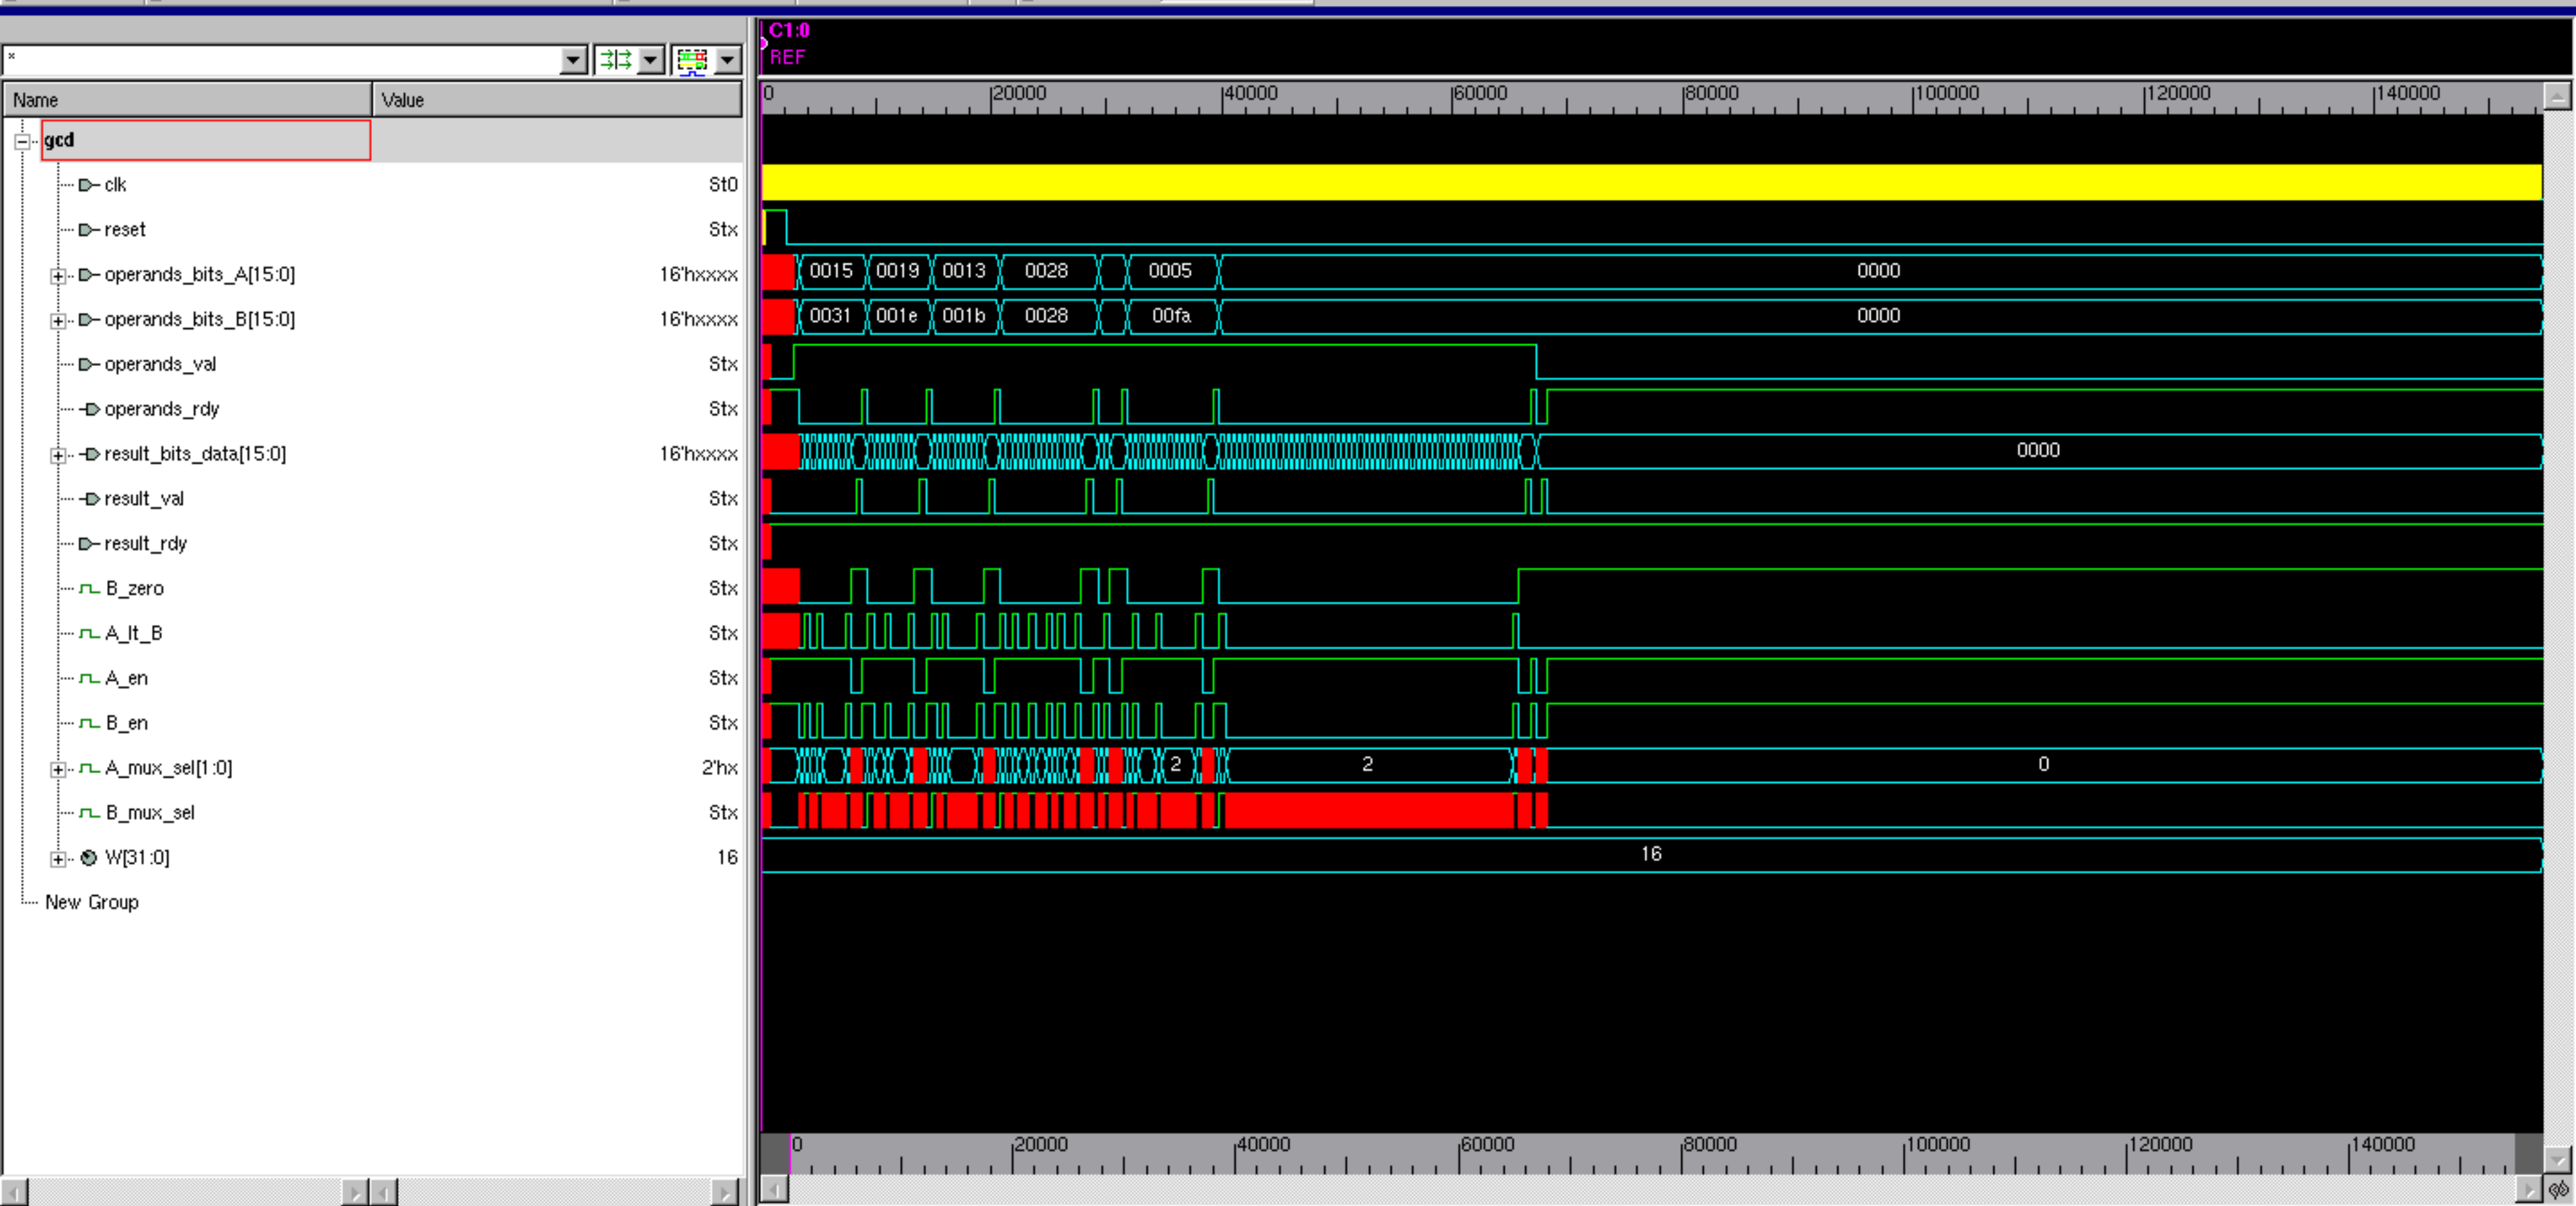 C1:0
REF
*
Name Value
0 20000 40000 60000 80000 100000 120000 140000
gcd
clk St0
reset Stx
operands_bits_A[15:0] 16'hxxxx 0015 0019 0013 0028 0005 0000
operands_bits_B[15:0] 16'hxxxx 0031 001e 001b 0028 00fa 0000
operands_val Stx
operands_rdy Stx
result_bits_data[15:0] 16'hxxxx 0000
result_val Stx
result_rdy Stx
B_zero Stx
A_lt_B Stx
A_en Stx
B_en Stx
A_mux_sel[1:0] 2'hx 2 2 0
B_mux_sel Stx
W[31:0] 16 16
New Group
0 20000 40000 60000 80000 100000 120000 140000